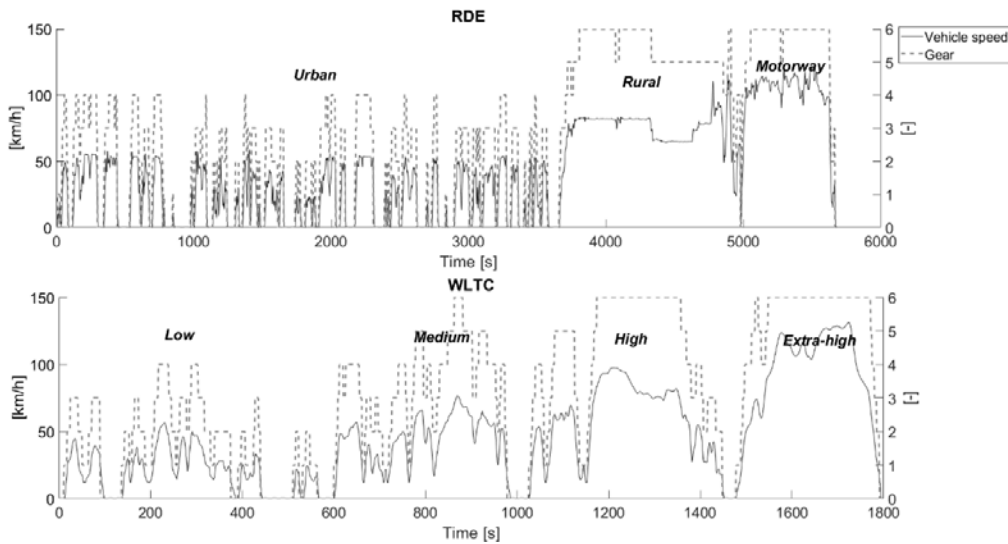 RDE
150
100
50
0
[km/h]
Urban
Rural
Motorway
6
5
4
3
2
1
0
[-]
Vehicle speed
Gear
0 1000 2000 3000 4000 5000 6000
Time [s]
WLTC
150
100
50
0
[km/h]
Low
Medium
High
Extra-high
6
5
4
3
2
1
0
[-]
0 200 400 600 800 1000 1200 1400 1600 1800
Time [s]